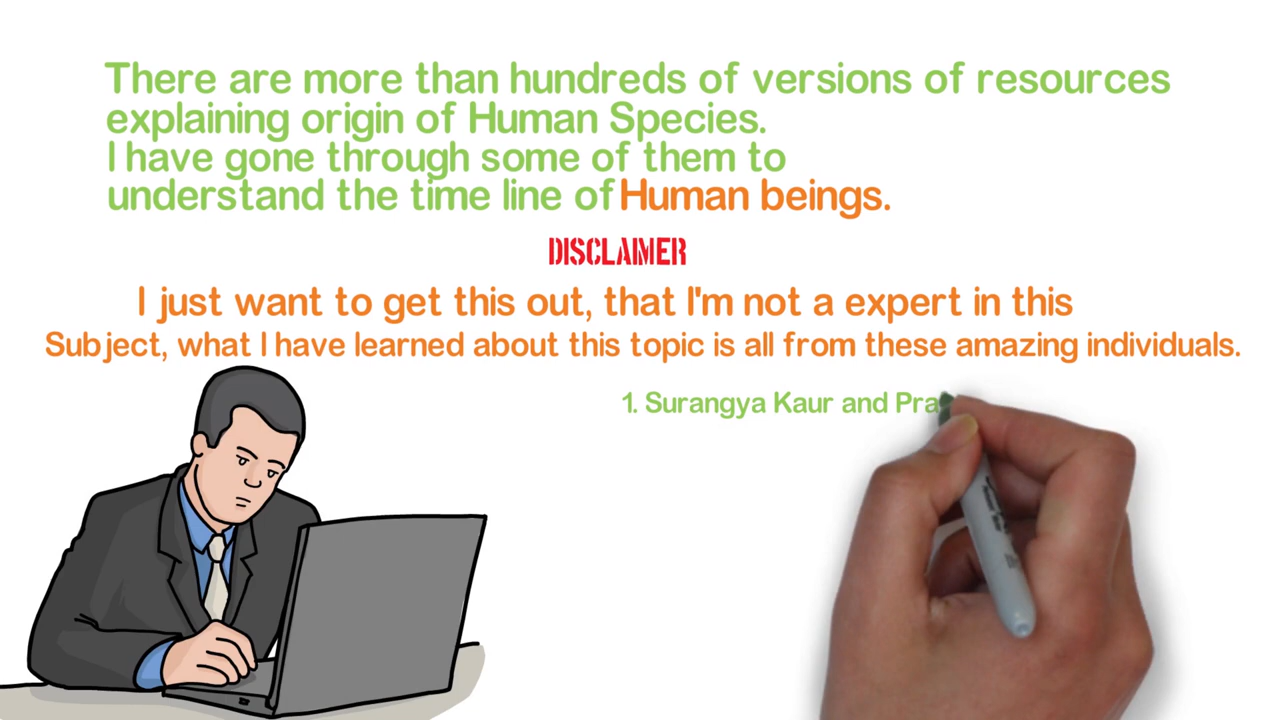 There are more than hundreds of versions of resources
explaining origin of Human Species.
I have gone through some of them to
understand the time line of Human beings.
DISCLAIMER
I just want to get this out, that I'm not a expert in this
Subject, what I have learned about this topic is all from these amazing individuals.
1. Surangya Kaur and Pra